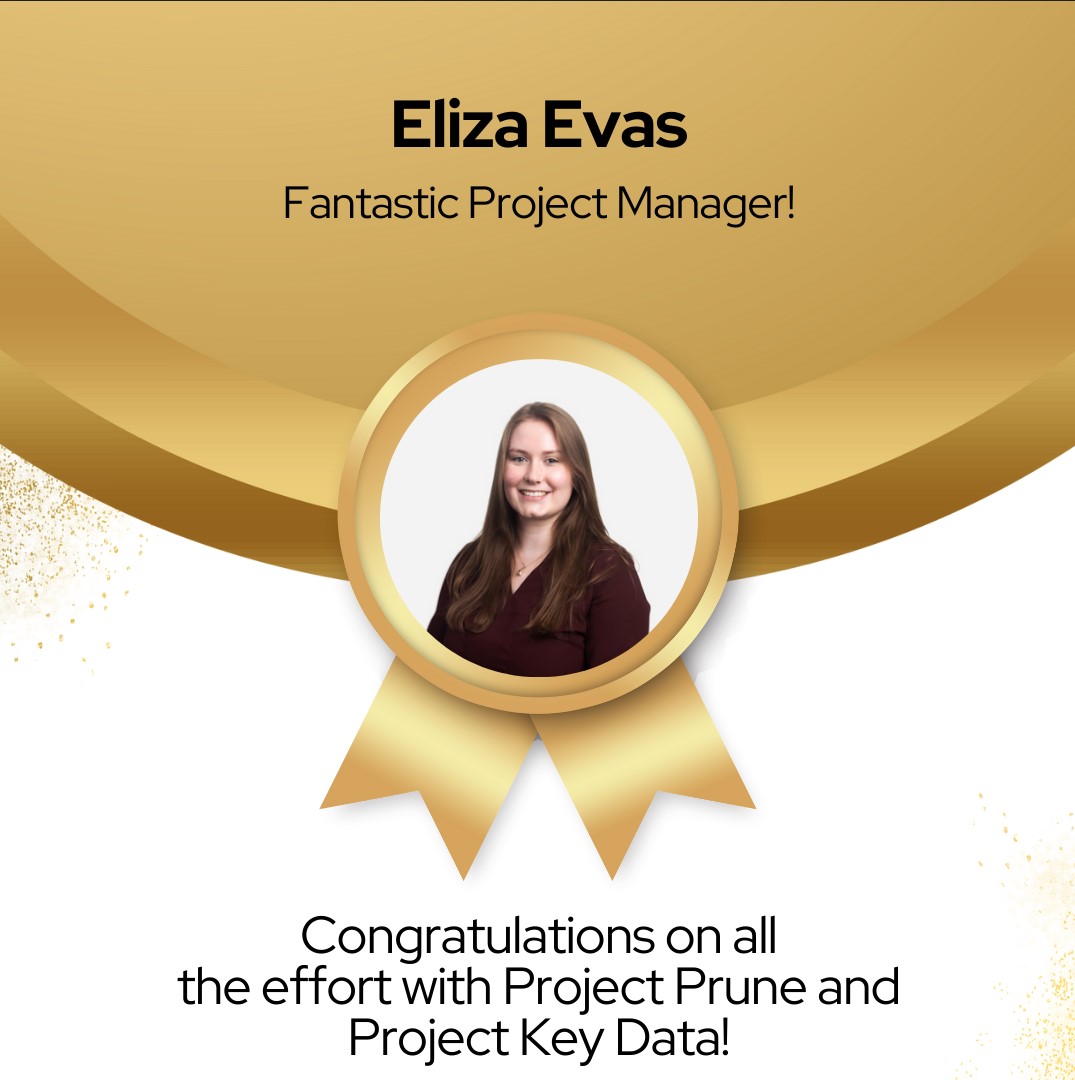 Eliza Evas
Fantastic Project Manager!
Congratulations on all
the effort with Project Prune and
Project Key Data!